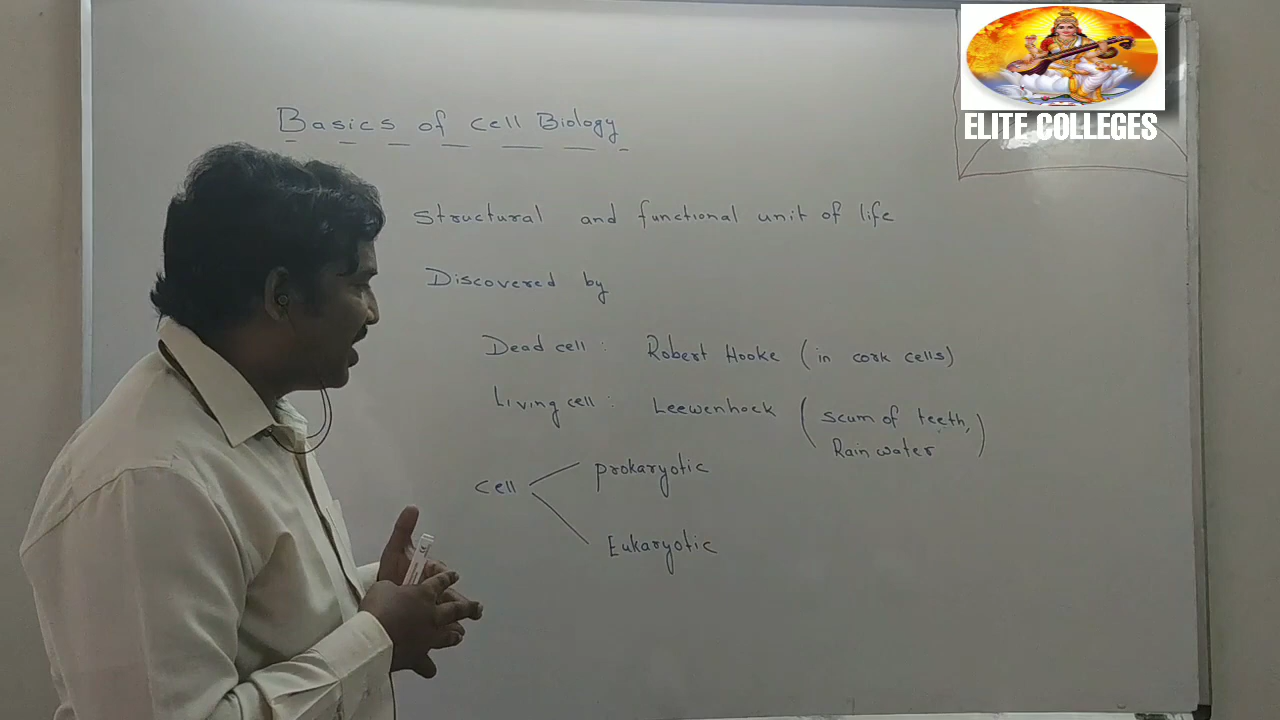 ELITE COLLEGES
Basics of Cell Biology
Structural and functional unit of life
Discovered by
Dead cell : Robert Hooke (in cork cells)
Living cell : Leewenhock (scum of teeth,
Rain water)
Cell
prokaryotic
Eukaryotic